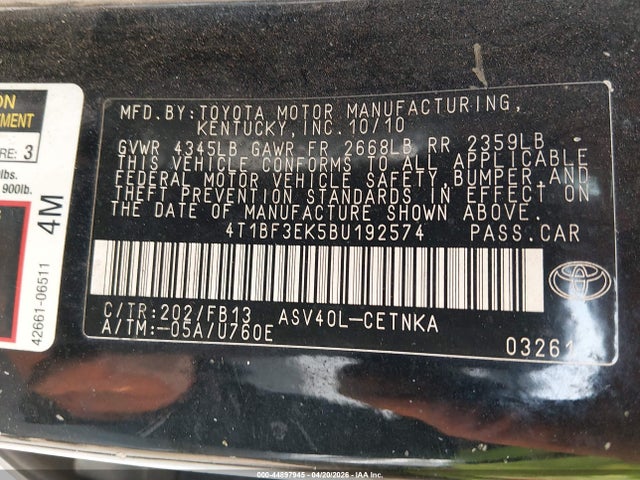 MFD.BY:TOYOTA MOTOR MANUFACTURING,
KENTUCKY,INC.10/10
GVWR 4345LB GAWR FR 2668LB RR 2359LB
THIS VEHICLE CONFORMS TO ALL APPLICABLE
FEDERAL MOTOR VEHICLE SAFETY,BUMPER,AND
THEFT PREVENTION STANDARDS IN EFFECT ON
THE DATE OF MANUFACTURE SHOWN ABOVE.
4T1BF3EK5BU192574 PASS.CAR
C/TR:202/FB13 ASV40L-CETNKA
A/TM:-05A/U760E
TOYOTA
4M
42661-06511
RE: 3
lbs.
900lb.
000-44897945 - 04/20/2026 - IAA Inc.